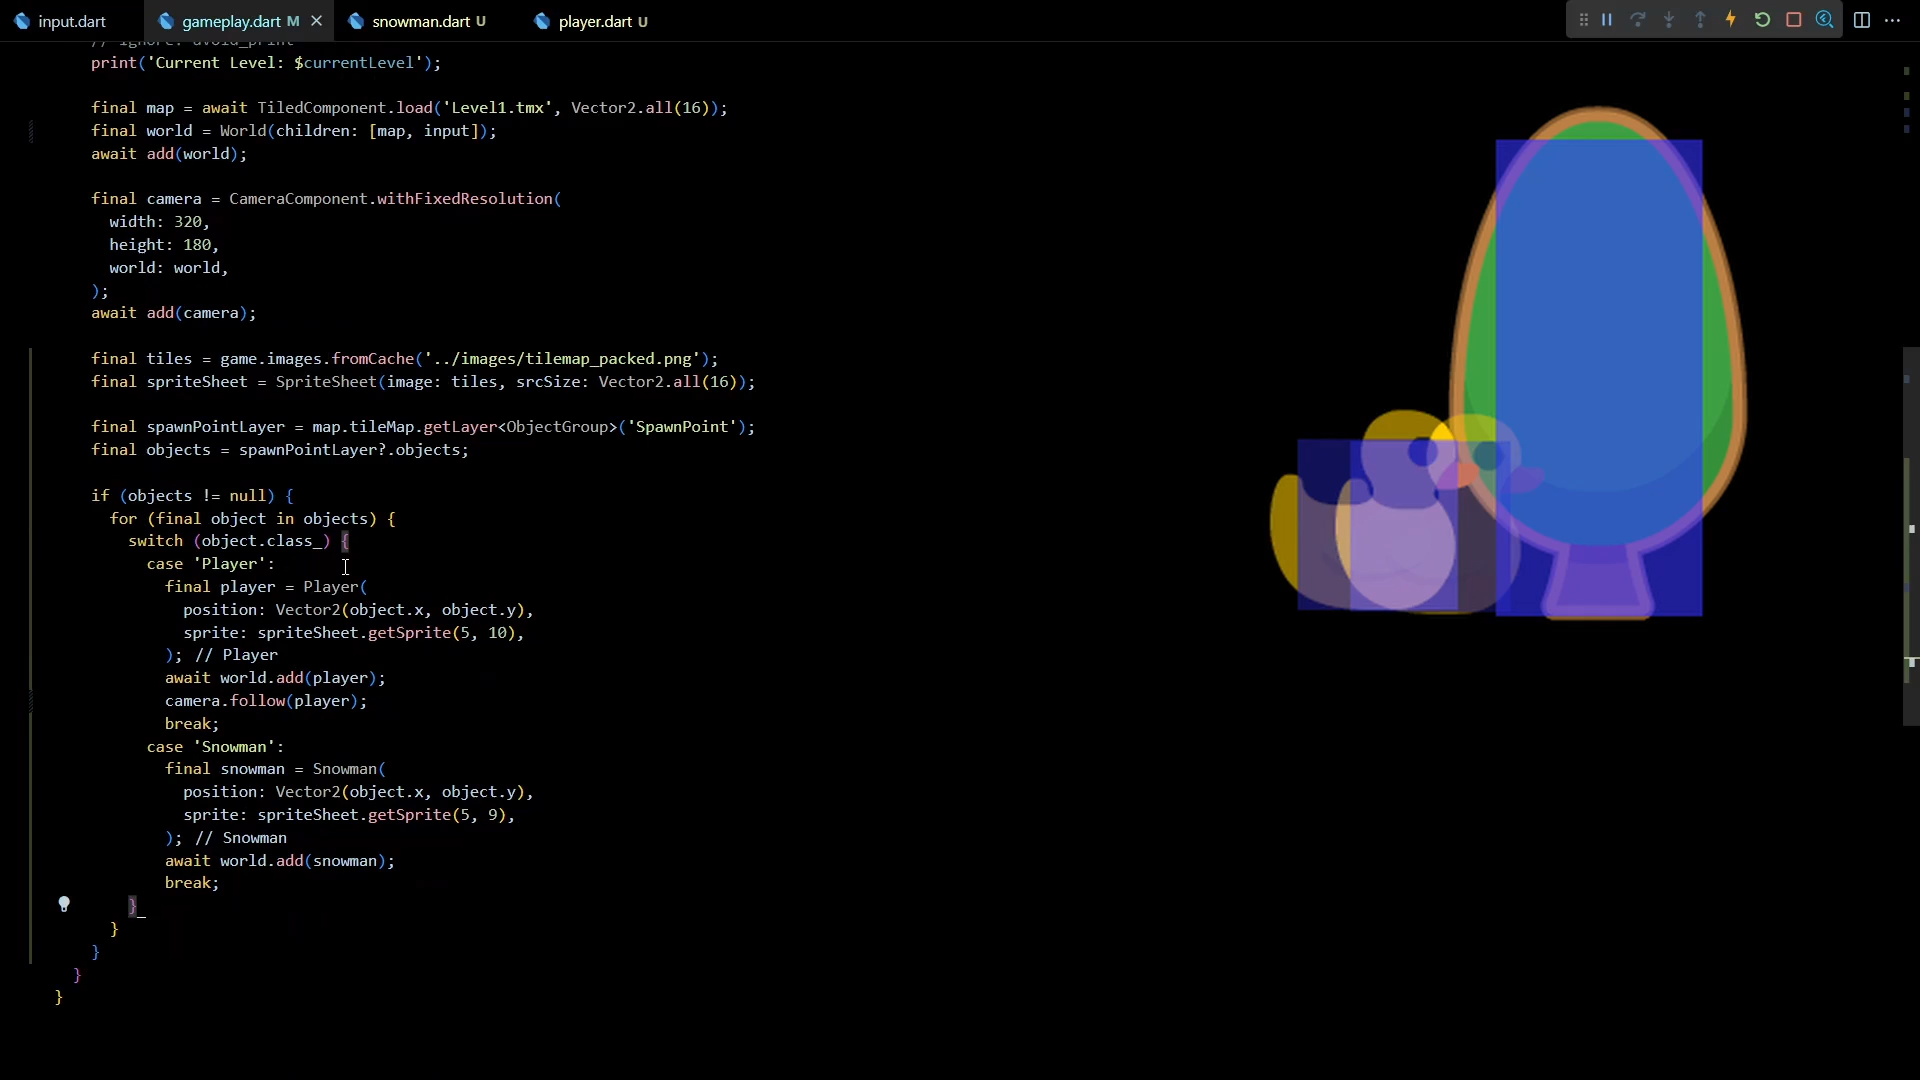 input.dart
gameplay.dart M
snowman.dart U
player.dart U
// ignore: avoid_print
print('Current Level: $currentLevel');
final map = await TiledComponent.load('Level1.tmx', Vector2.all(16));
final world = World(children: [map, input]);
await add(world);
final camera = CameraComponent.withFixedResolution(
width: 320,
height: 180,
world: world,
);
await add(camera);
final tiles = game.images.fromCache('../images/tilemap_packed.png');
final spriteSheet = SpriteSheet(image: tiles, srcSize: Vector2.all(16));
final spawnPointLayer = map.tileMap.getLayer<ObjectGroup>('SpawnPoint');
final objects = spawnPointLayer?.objects;
if (objects != null) {
for (final object in objects) {
switch (object.class_) {
case 'Player':
final player = Player(
position: Vector2(object.x, object.y),
sprite: spriteSheet.getSprite(5, 10),
); // Player
await world.add(player);
camera.follow(player);
break;
case 'Snowman':
final snowman = Snowman(
position: Vector2(object.x, object.y),
sprite: spriteSheet.getSprite(5, 9),
); // Snowman
await world.add(snowman);
break;
}
}
}
}
}